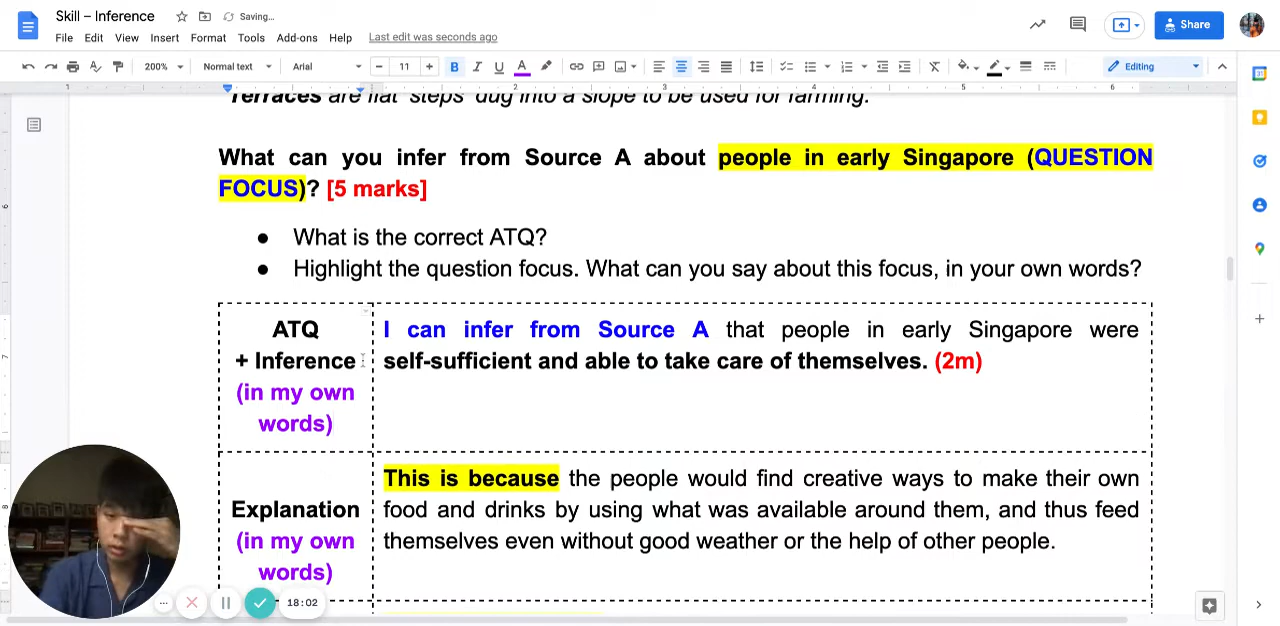 Skill – Inference Saving...
File Edit View Insert Format Tools Add-ons Help Last edit was seconds ago
Share
200% Normal text Arial − 11 + B I U A Editing
1 1 2 3 4 5 6
Terraces are flat 'steps' dug into a slope to be used for farming.
What can you infer from Source A about people in early Singapore (QUESTION
FOCUS)? [5 marks]
● What is the correct ATQ?
● Highlight the question focus. What can you say about this focus, in your own words?
ATQ
+ Inference
(in my own
words)
I can infer from Source A that people in early Singapore were
self-sufficient and able to take care of themselves. (2m)
Explanation
(in my own
words)
This is because the people would find creative ways to make their own
food and drinks by using what was available around them, and thus feed
themselves even without good weather or the help of other people.
18:02